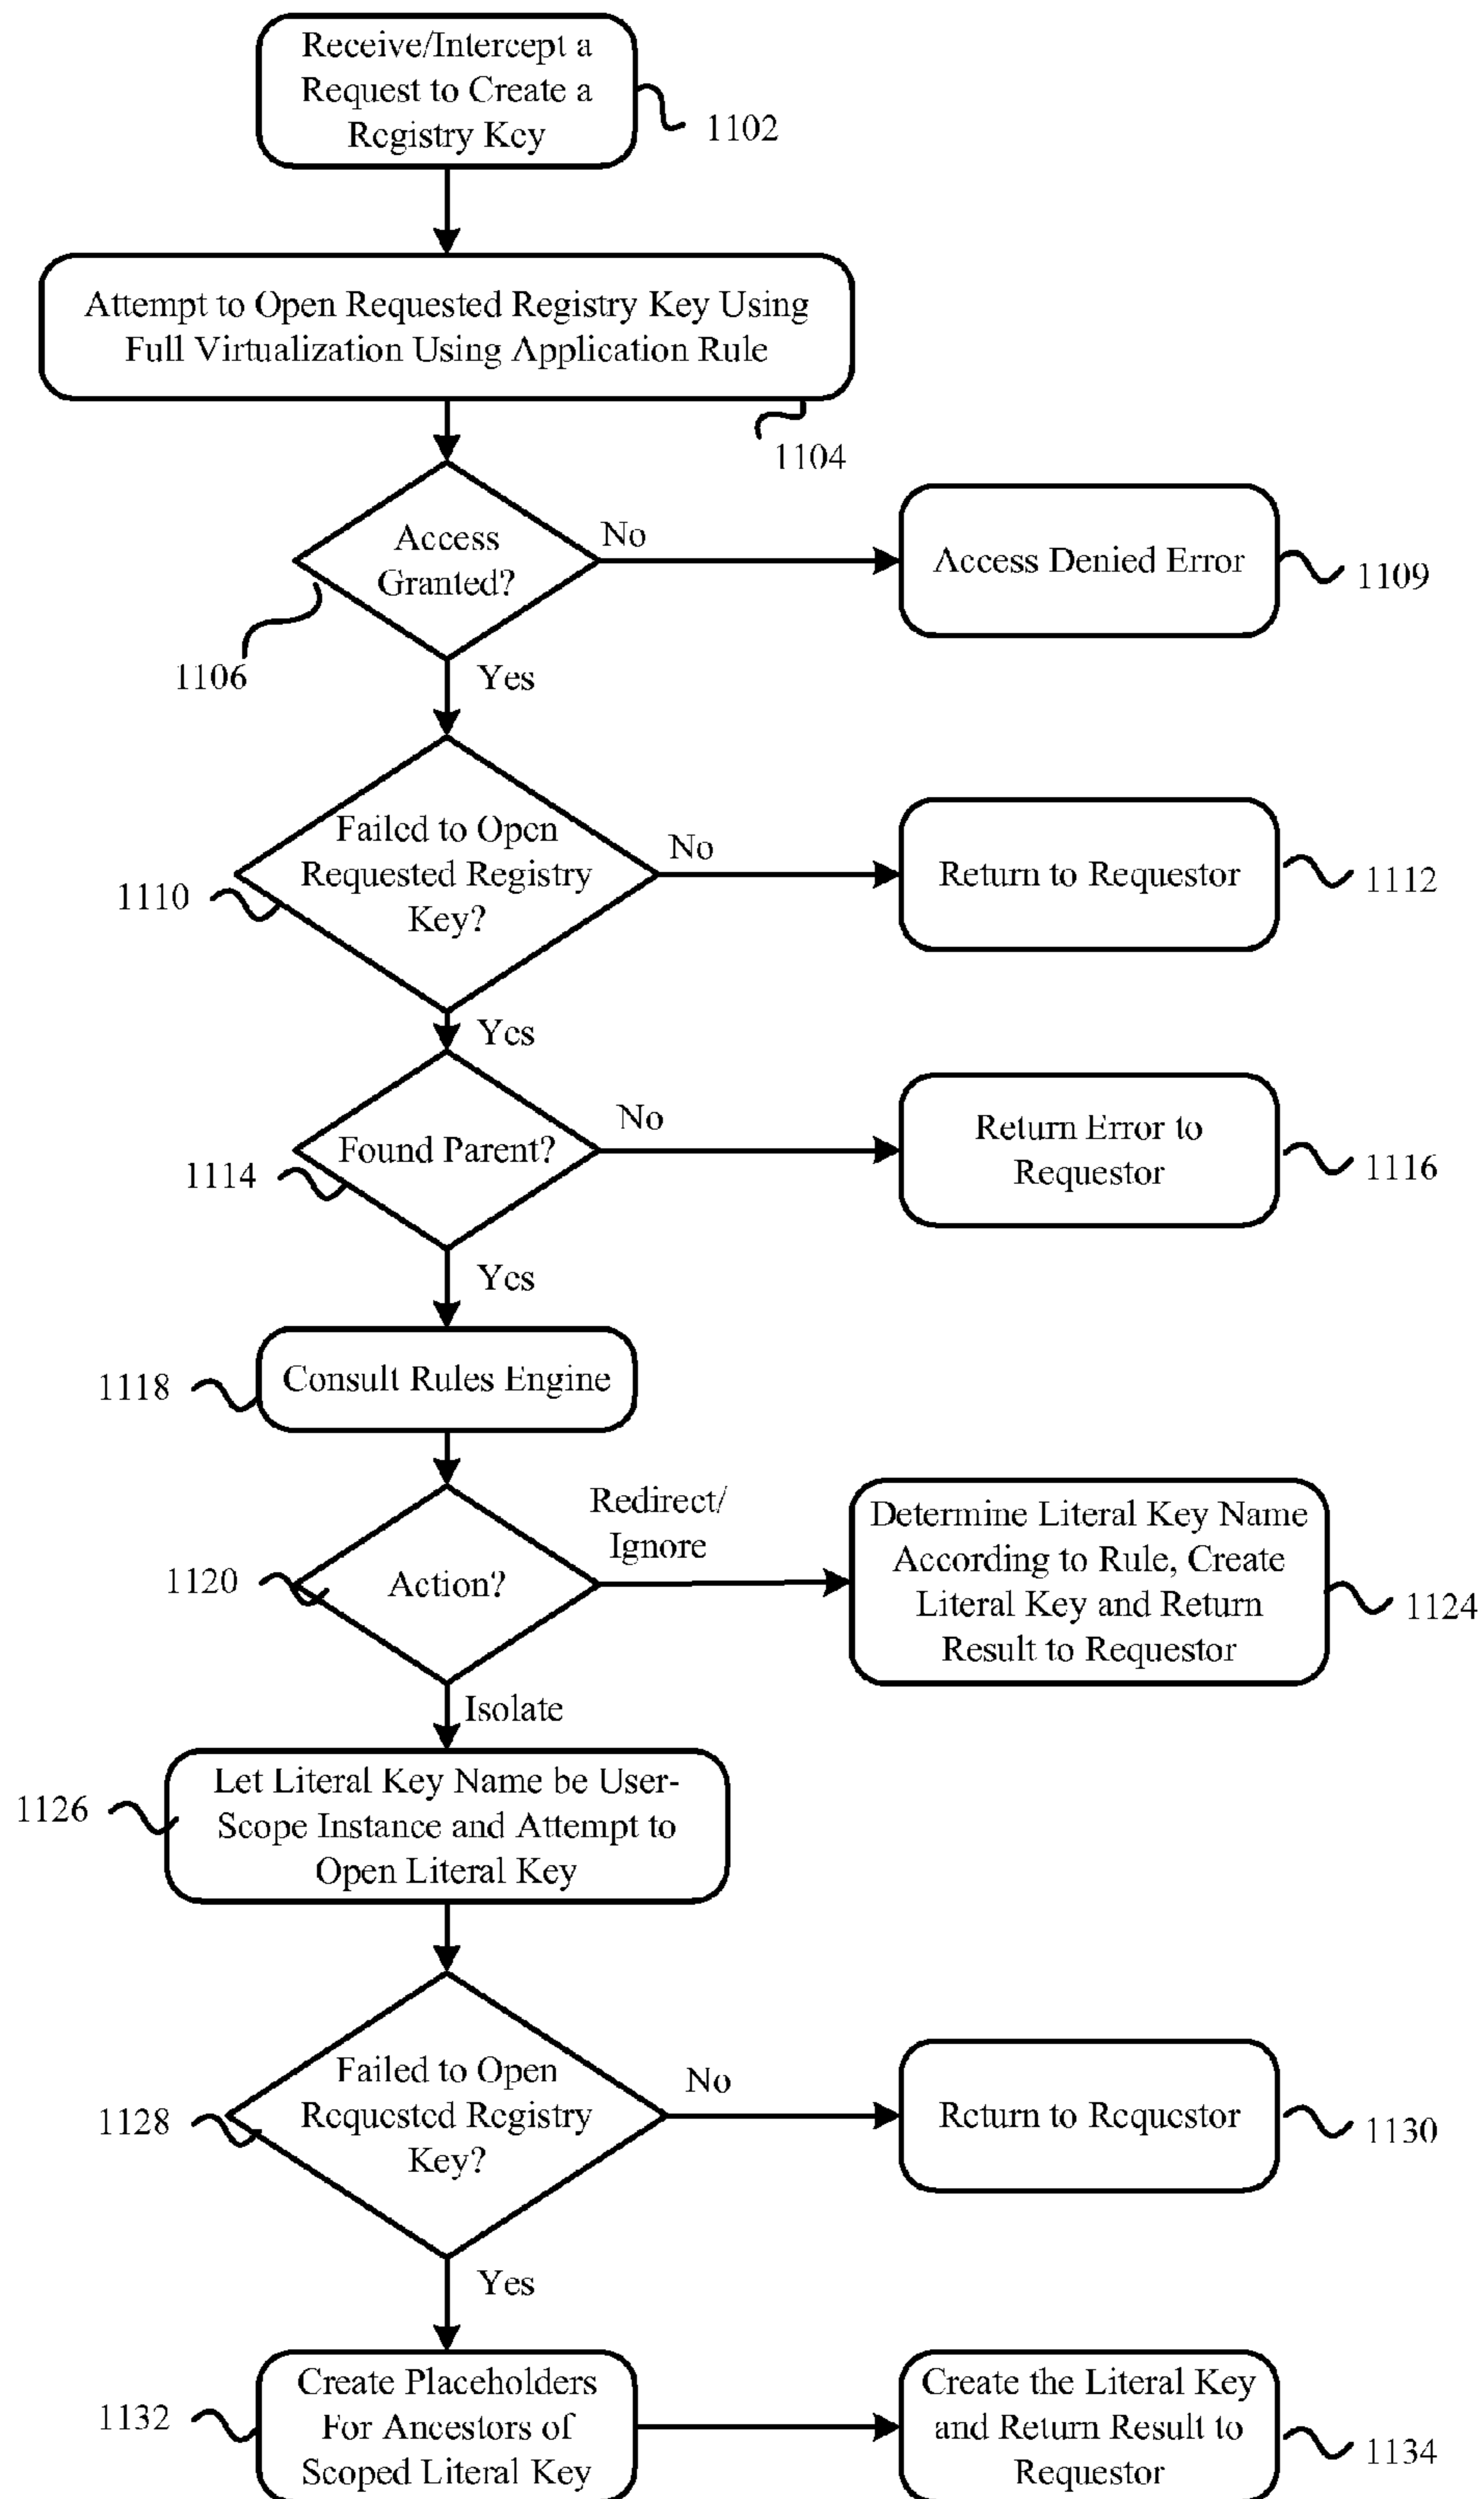 Receive/Intercept a
Request to Create a
Registry Key
1102
Attempt to Open Requested Registry Key Using
Full Virtualization Using Application Rule
1104
Access
Granted?
No
Access Denied Error
1109
1106
Yes
Failed to Open
Requested Registry
Key?
No
Return to Requestor
1112
1110
Yes
Found Parent?
No
Return Error to
Requestor
1116
1114
Yes
Consult Rules Engine
1118
Action?
1120
Redirect/
Ignore
Determine Literal Key Name
According to Rule, Create
Literal Key and Return
Result to Requestor
1124
Isolate
Let Literal Key Name be User-
Scope Instance and Attempt to
Open Literal Key
1126
Failed to Open
Requested Registry
Key?
1128
No
Return to Requestor
1130
Yes
Create Placeholders
For Ancestors of
Scoped Literal Key
1132
Create the Literal Key
and Return Result to
Requestor
1134